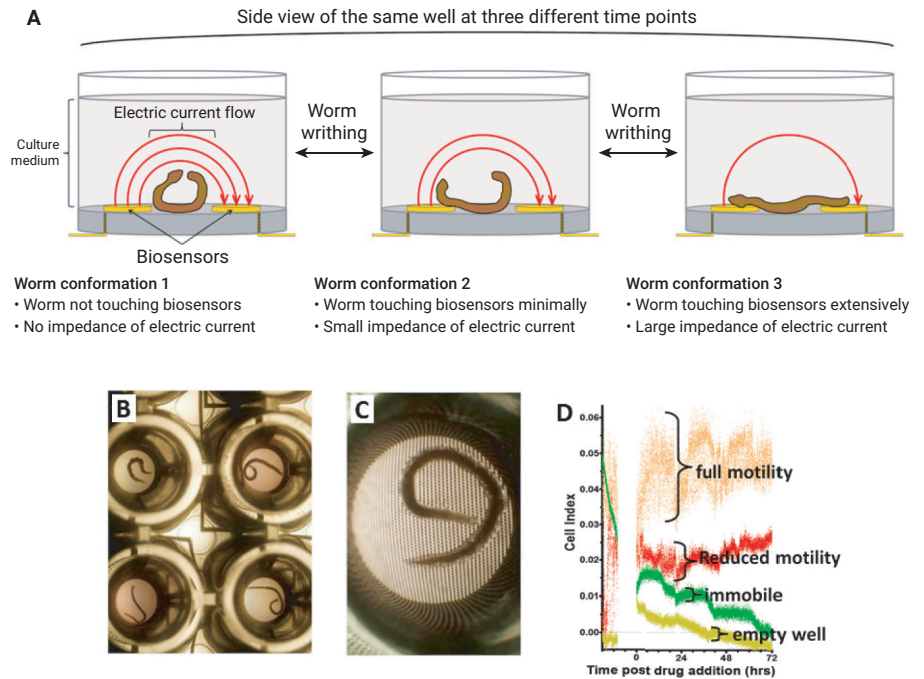 A
Side view of the same well at three different time points
Electric current flow
Culture
medium
Worm
writhing
Worm
writhing
Biosensors
Worm conformation 1
• Worm not touching biosensors
• No impedance of electric current
Worm conformation 2
• Worm touching biosensors minimally
• Small impedance of electric current
Worm conformation 3
• Worm touching biosensors extensively
• Large impedance of electric current
B
C
D
Cell Index
0.06
0.05
0.04
0.03
0.02
0.01
0.00
full motility
Reduced motility
immobile
empty well
0 24 48 72
Time post drug addition (hrs)